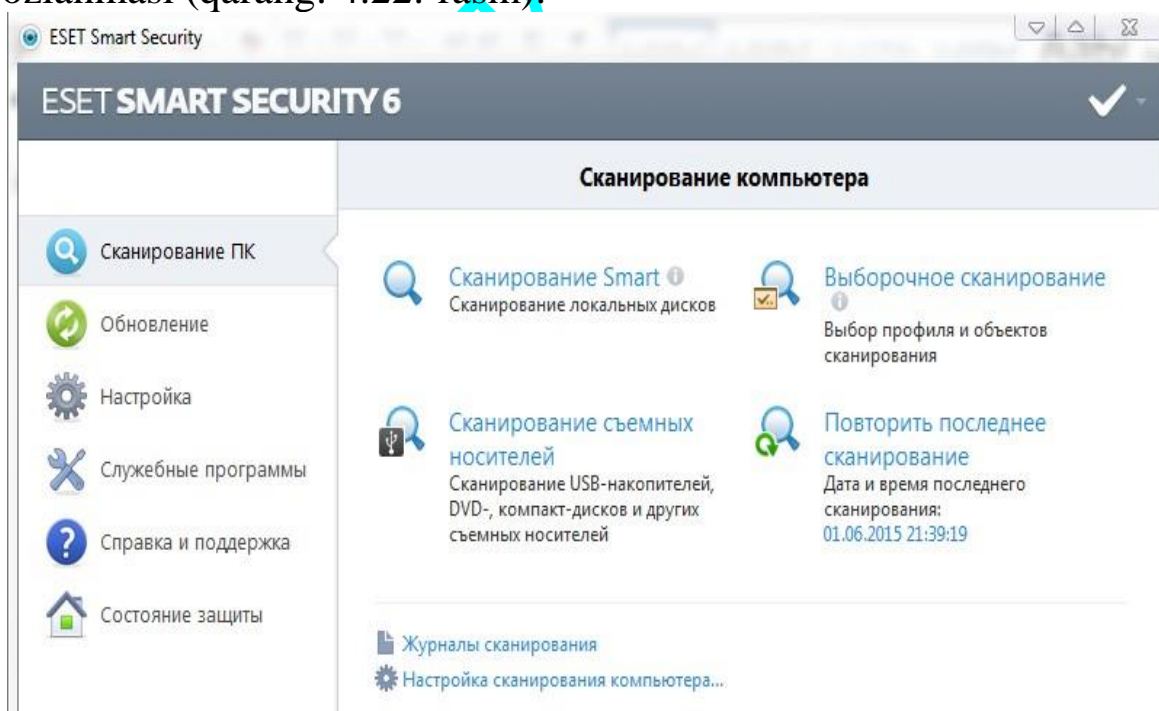 (qarang: 4.22.
ESET Smart Security
ESET SMART SECURITY 6
Сканирование компьютера
Сканирование ПК
Обновление
Настройка
Служебные программы
Справка и поддержка
Состояние защиты
Сканирование Smart
Сканирование локальных дисков
Выборочное сканирование
Выбор профиля и объектов
сканирования
Сканирование съемных
носителей
Сканирование USB-накопителей,
DVD-, компакт-дисков и других
съемных носителей
Повторить последнее
сканирование
Дата и время последнего
сканирования:
01.06.2015 21:39:19
Журналы сканирования
Настройка сканирования компьютера...